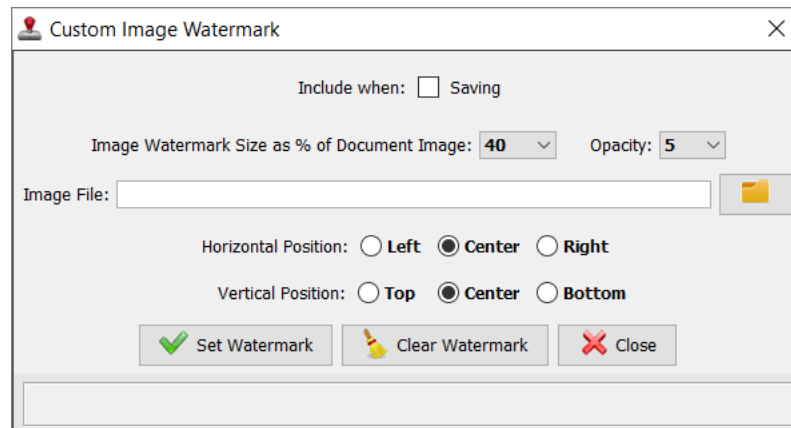 Custom Image Watermark
Include when: Saving
Image Watermark Size as % of Document Image: 40 Opacity: 5
Image File:
Horizontal Position: Left Center Right
Vertical Position: Top Center Bottom
Set Watermark Clear Watermark Close